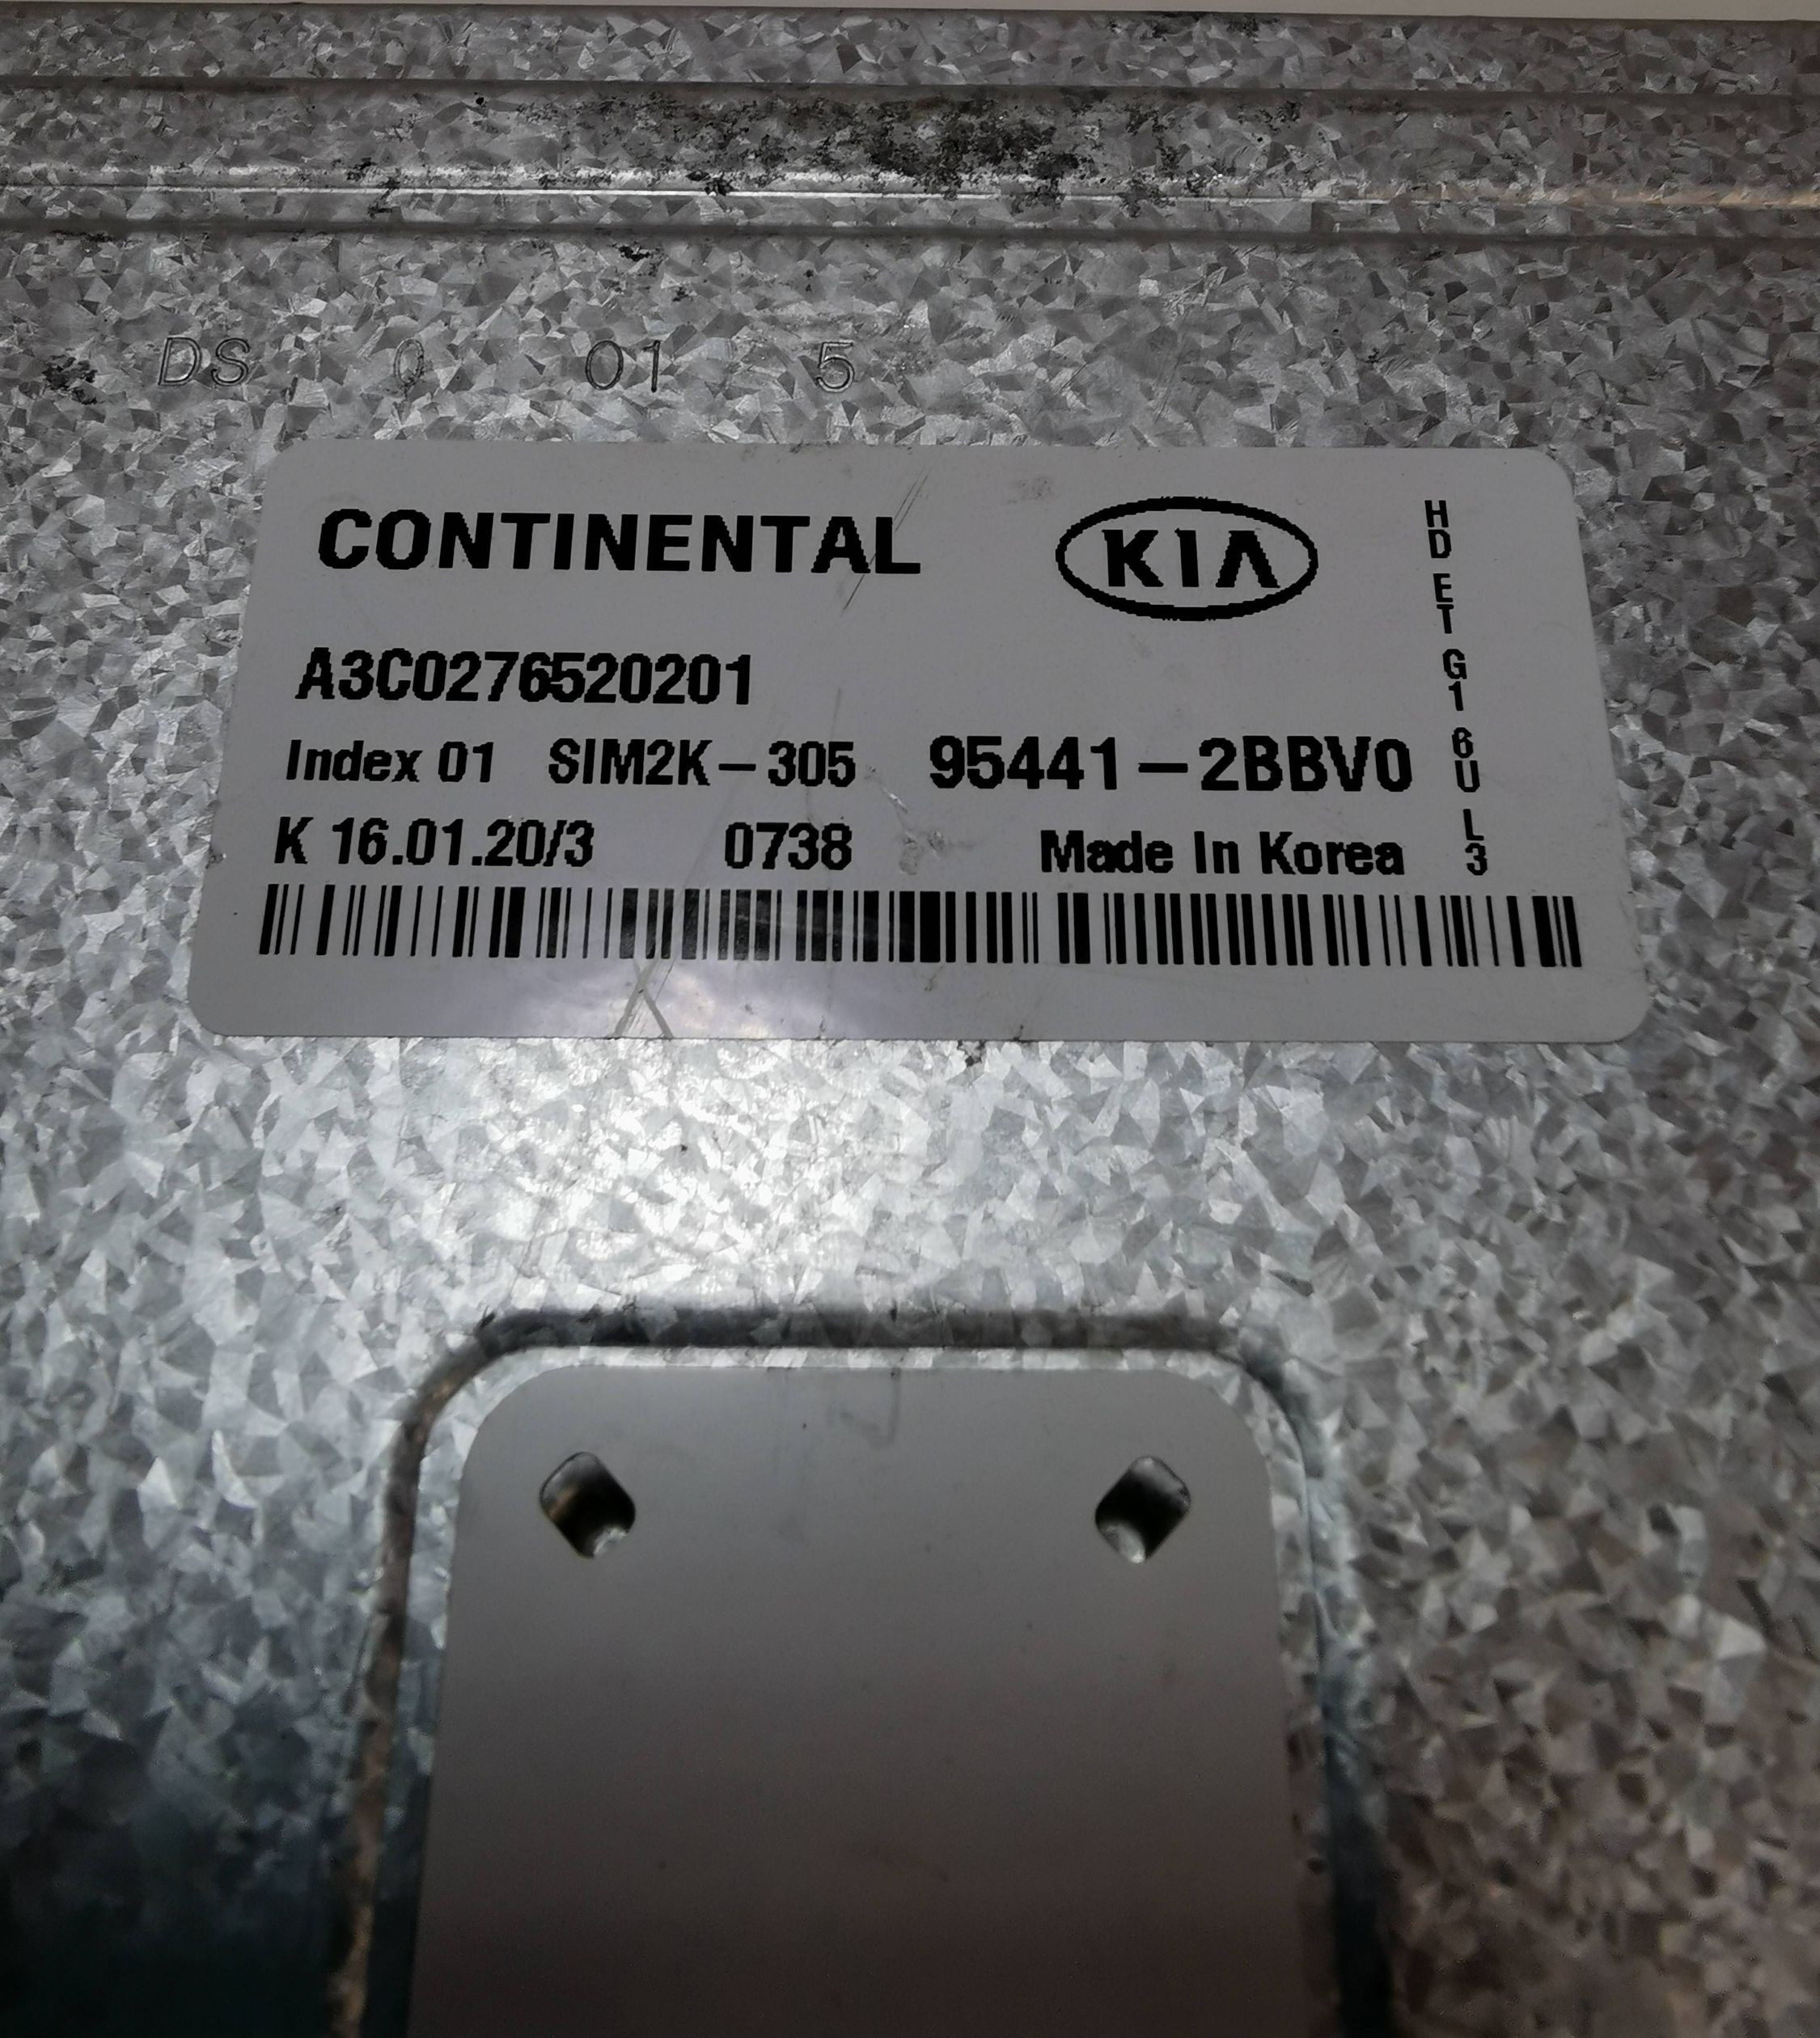 DS 0 01 5
CONTINENTAL KIA
A3C0276520201
Index 01 SIM2K-305 95441-2BBV0
K 16.01.20/3 0738 Made In Korea
HD ET G1 6U L3